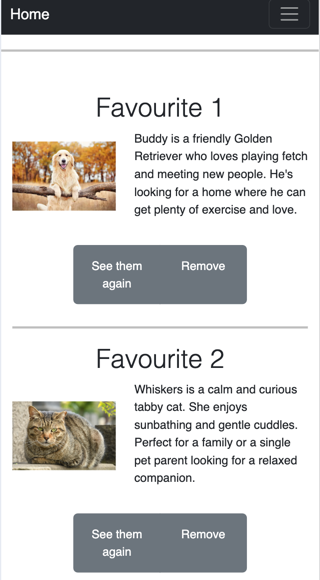 Home
Favourite 1
Buddy is a friendly Golden
Retriever who loves playing fetch
and meeting new people. He's
looking for a home where he can
get plenty of exercise and love.
See them
again
Remove
Favourite 2
Whiskers is a calm and curious
tabby cat. She enjoys
sunbathing and gentle cuddles.
Perfect for a family or a single
pet parent looking for a relaxed
companion.
See them
again
Remove